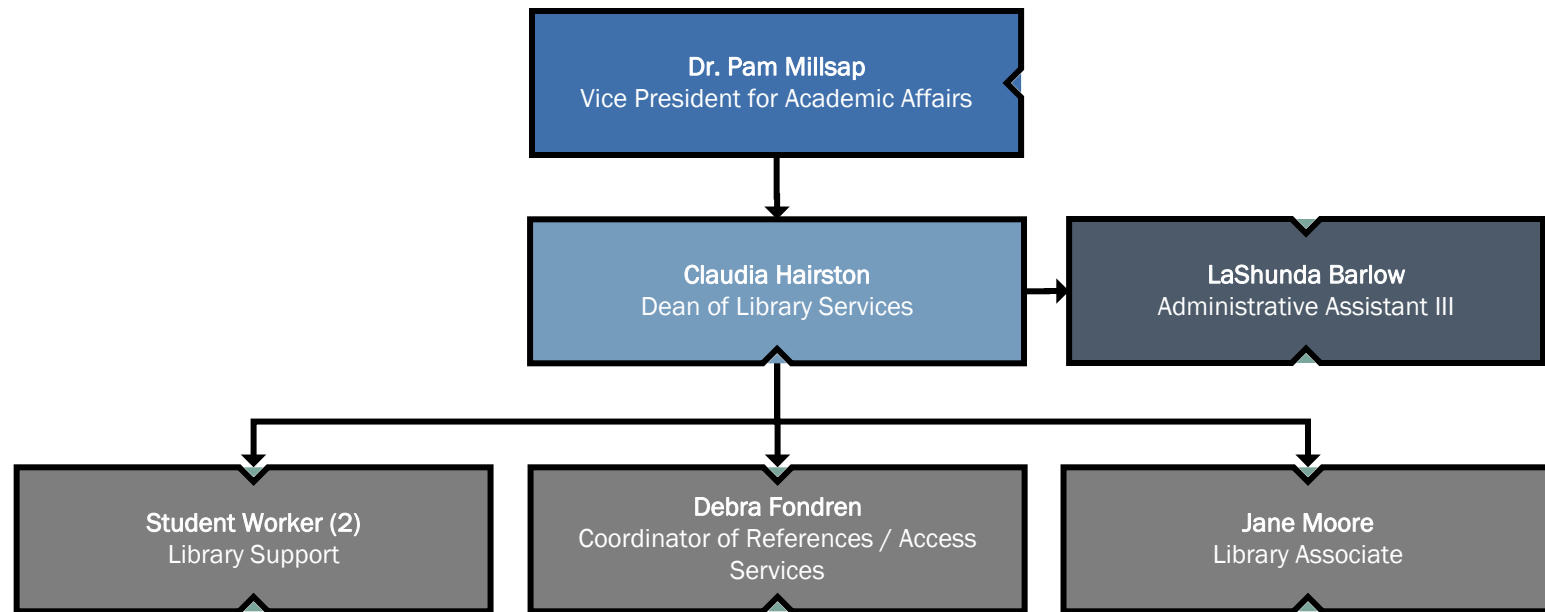 Dr. Pam Millsap
Vice President for Academic Affairs
Claudia Hairston
Dean of Library Services
LaShunda Barlow
Administrative Assistant III
Student Worker (2)
Library Support
Debra Fondren
Coordinator of References / Access
Services
Jane Moore
Library Associate